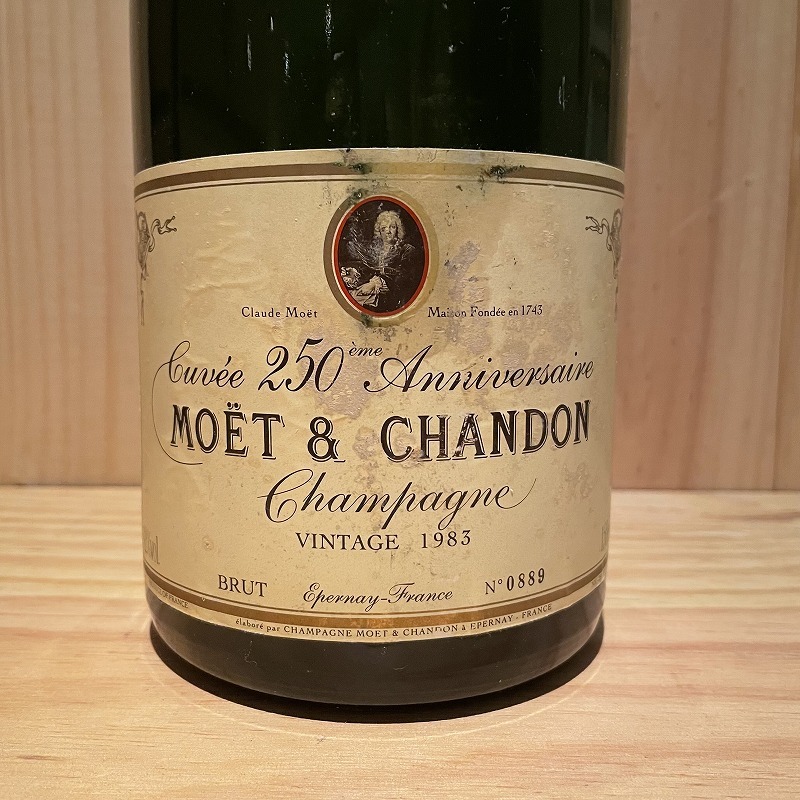 Claude Moët Maison Fondée en 1743
Cuvée 250ème Anniversaire
MOËT & CHANDON
Champagne
VINTAGE 1983
BRUT Epernay-France N° 0889
élaboré par CHAMPAGNE MOET & CHANDON à EPERNAY - FRANCE